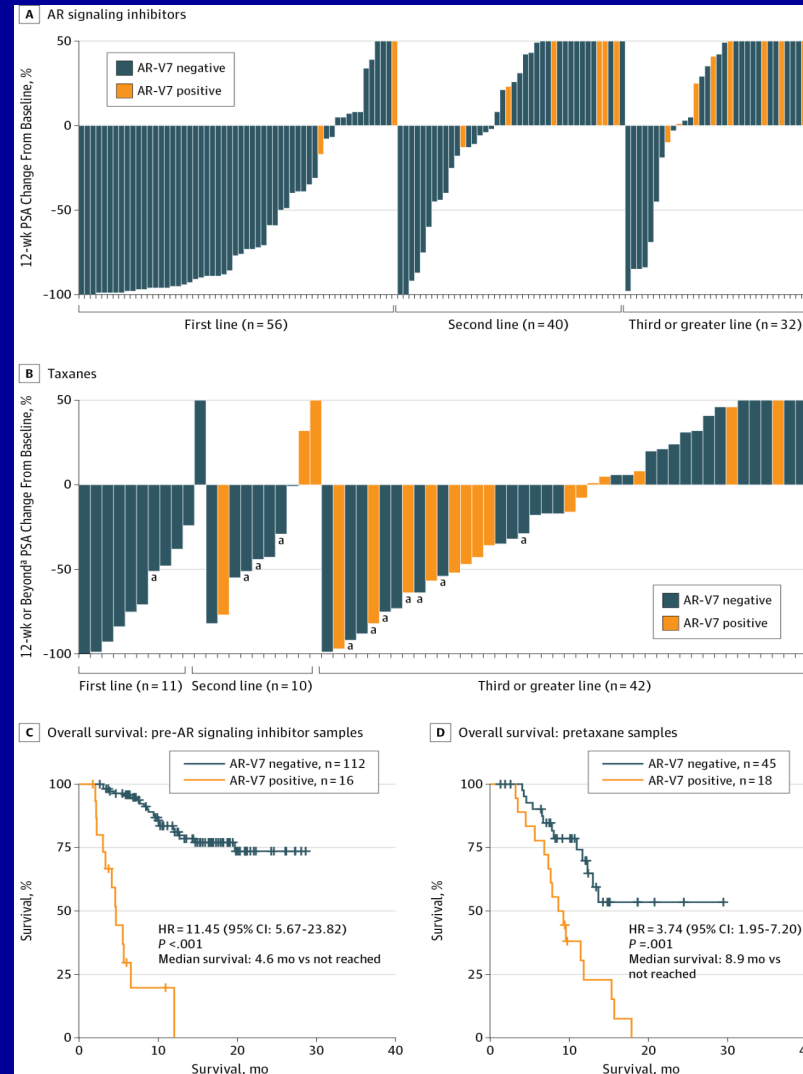 A AR signaling inhibitors
12-wk PSA Change From Baseline, %
50
0
-50
-100
AR-V7 negative
AR-V7 positive
First line (n=56)
Second line (n=40)
Third or greater line (n=32)
B Taxanes
12-wk or Beyondª PSA Change From Baseline, %
50
0
-50
-100
a
a
a
a
a
a
a
a
a
a
a
AR-V7 negative
AR-V7 positive
First line (n=11)
Second line (n=10)
Third or greater line (n=42)
C Overall survival: pre-AR signaling inhibitor samples
AR-V7 negative, n=112
AR-V7 positive, n=16
Survival, %
100
75
50
25
0
HR=11.45 (95% CI: 5.67-23.82)
P <.001
Median survival: 4.6 mo vs not reached
0 10 20 30 40
Survival, mo
D Overall survival: pretaxane samples
AR-V7 negative, n=45
AR-V7 positive, n=18
Survival, %
100
75
50
25
0
HR=3.74 (95% CI: 1.95-7.20)
P =.001
Median survival: 8.9 mo vs
not reached
0 10 20 30
Survival, mo